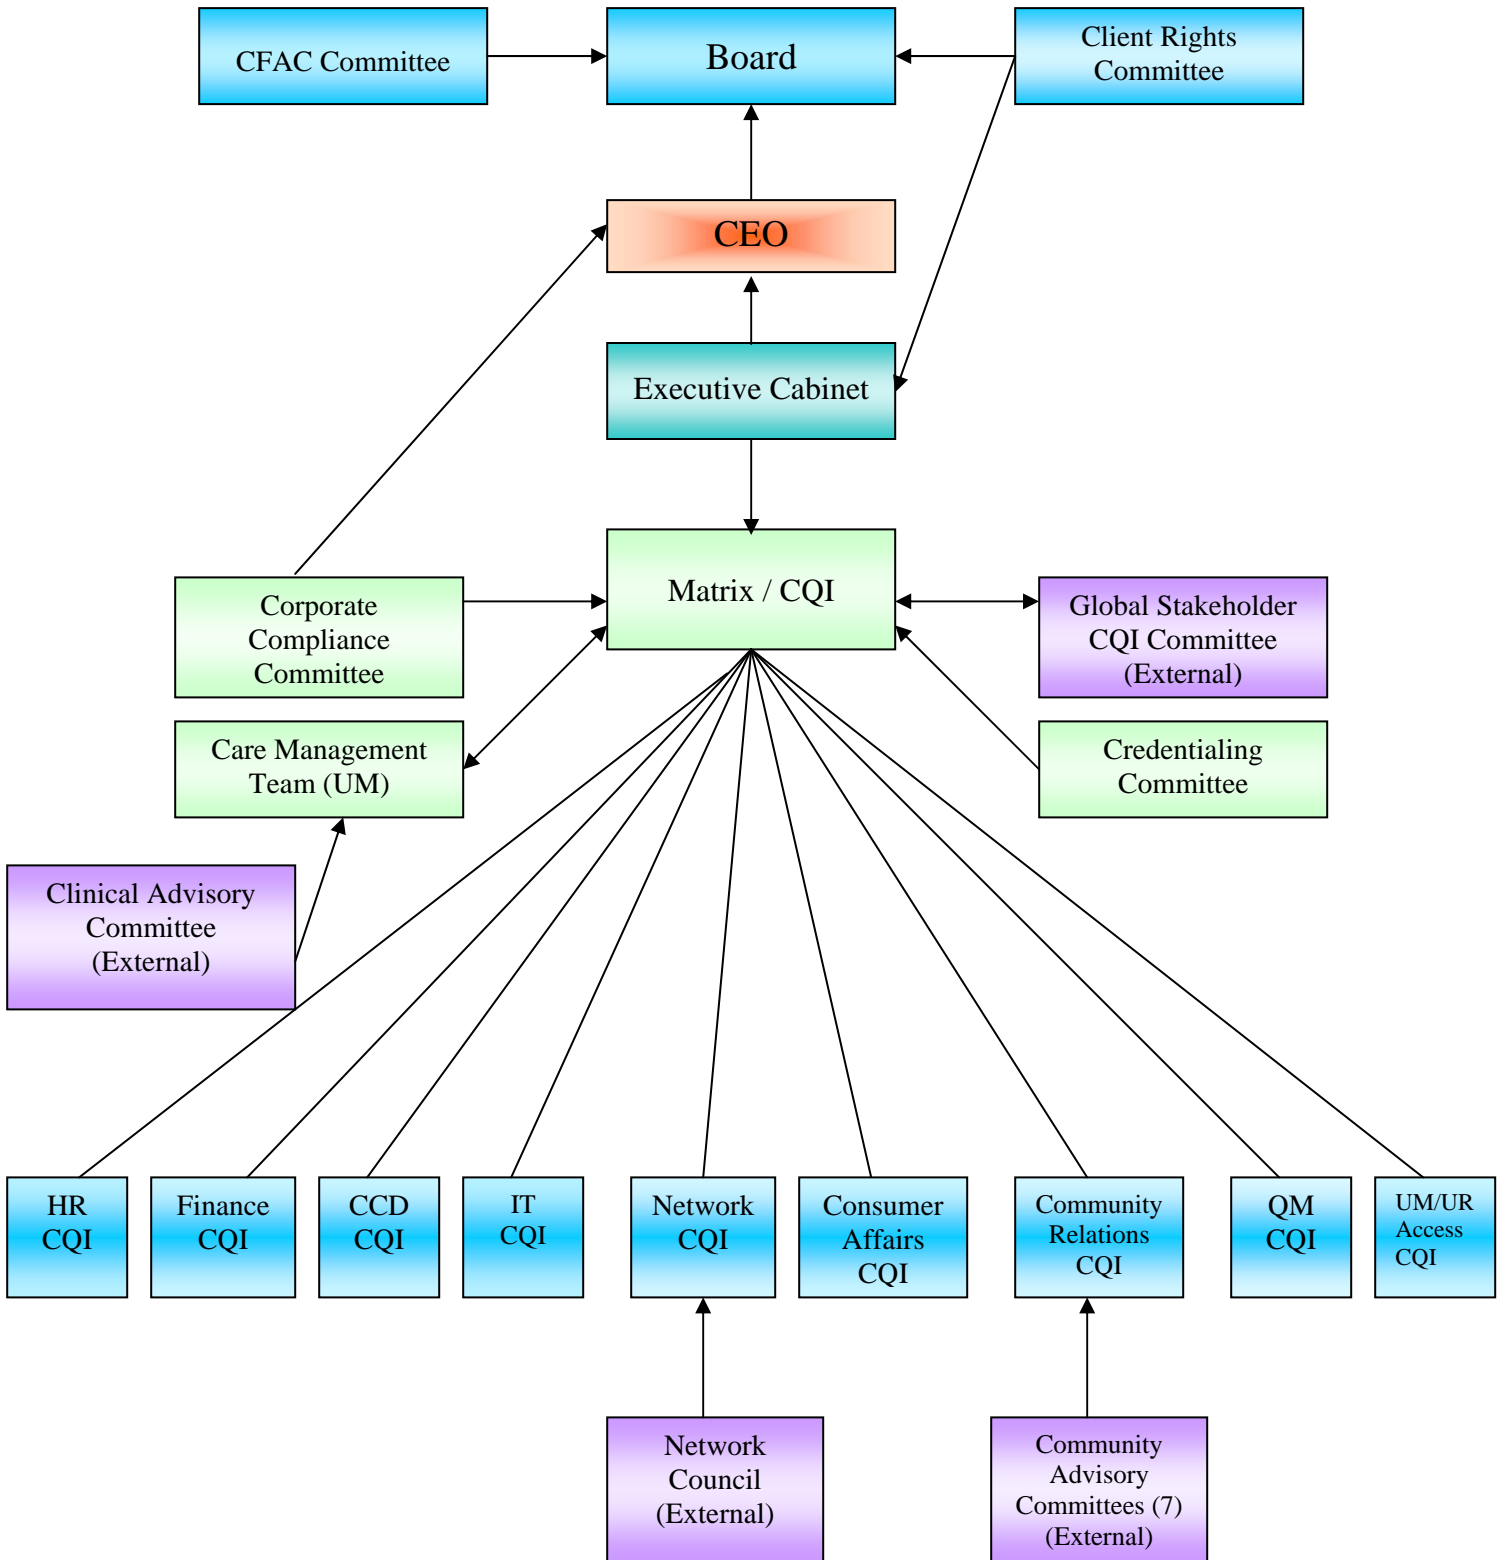 CFAC Committee
Board
Client Rights
Committee
CEO
Executive Cabinet
Matrix / CQI
Corporate
Compliance
Committee
Global Stakeholder
CQI Committee
(External)
Care Management
Team (UM)
Credentialing
Committee
Clinical Advisory
Committee
(External)
HR
CQI
Finance
CQI
CCD
CQI
IT
CQI
Network
CQI
Consumer
Affairs
CQI
Community
Relations
CQI
QM
CQI
UM/UR
Access
CQI
Network
Council
(External)
Community
Advisory
Committees (7)
(External)